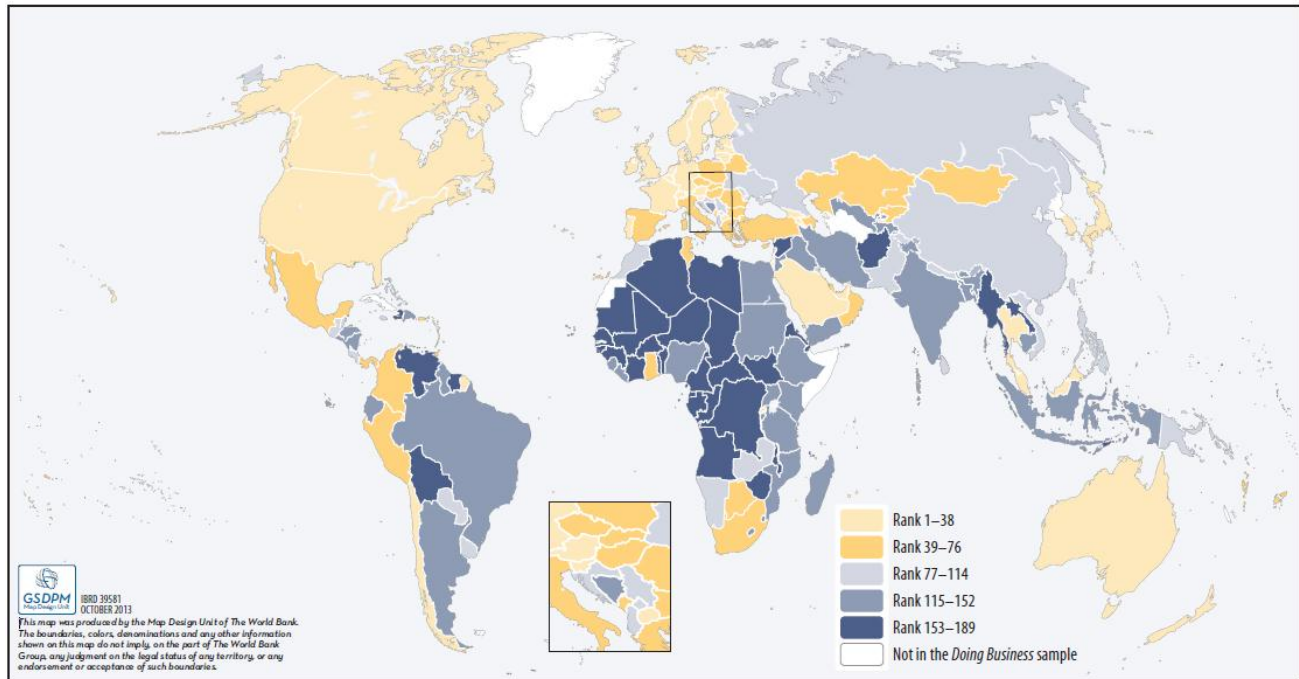 Rank 1–38
Rank 39–76
Rank 77–114
Rank 115–152
Rank 153–189
Not in the Doing Business sample
GSDPM
Map Design Unit
IBRD 39581
OCTOBER 2013
This map was produced by the Map Design Unit of The World Bank.
The boundaries, colors, denominations and any other information
shown on this map do not imply, on the part of The World Bank
Group, any judgment on the legal status of any territory, or any
endorsement or acceptance of such boundaries.